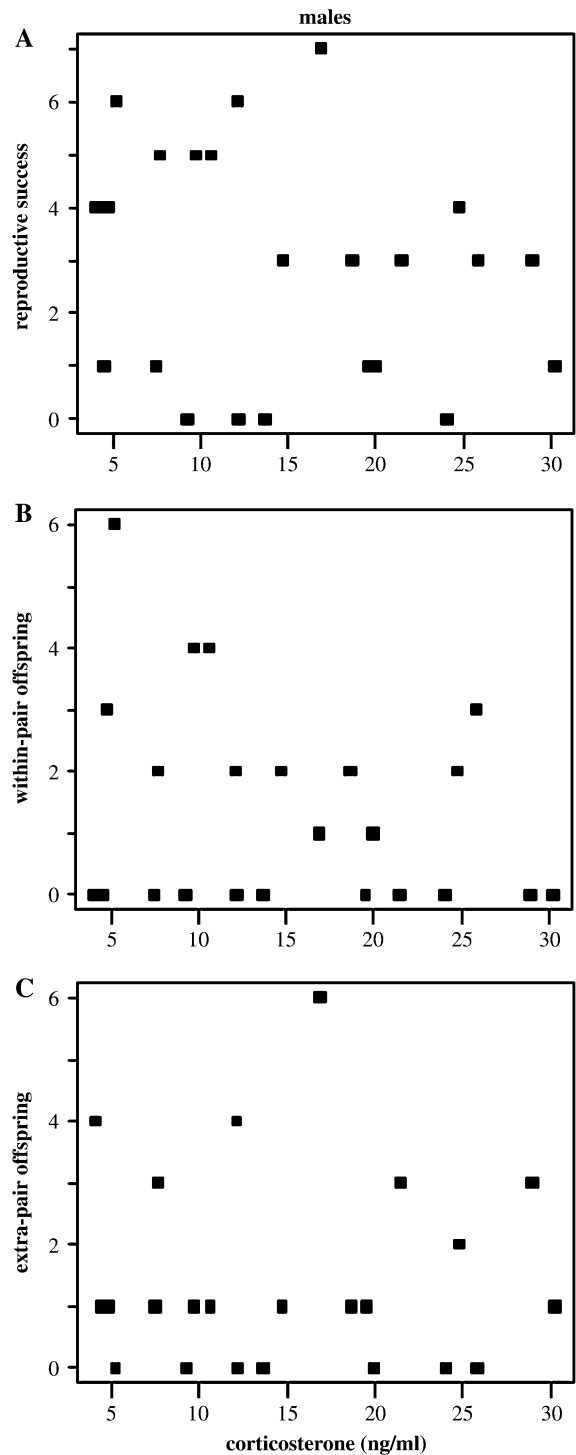 males
A
reproductive success
6
4
2
0
5 10 15 20 25 30
B
within-pair offspring
6
4
2
0
5 10 15 20 25 30
C
extra-pair offspring
6
4
2
0
5 10 15 20 25 30
corticosterone (ng/ml)